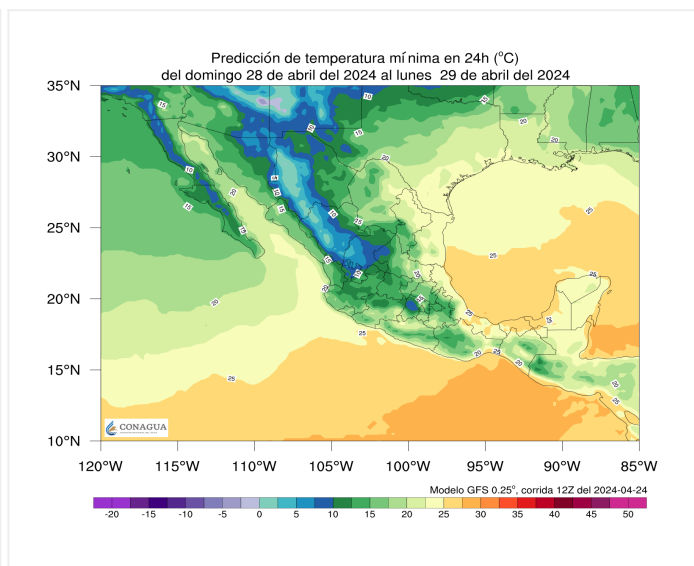 Predicción de temperatura mínima en 24h (°C)
del domingo 28 de abril del 2024 al lunes 29 de abril del 2024
35°N
30°N
25°N
20°N
15°N
10°N
120°W 115°W 110°W 105°W 100°W 95°W 90°W 85°W
CONAGUA
Modelo GFS 0.25°, corrida 12Z del 2024-04-24
-20 -15 -10 -5 0 5 10 15 20 25 30 35 40 45 50